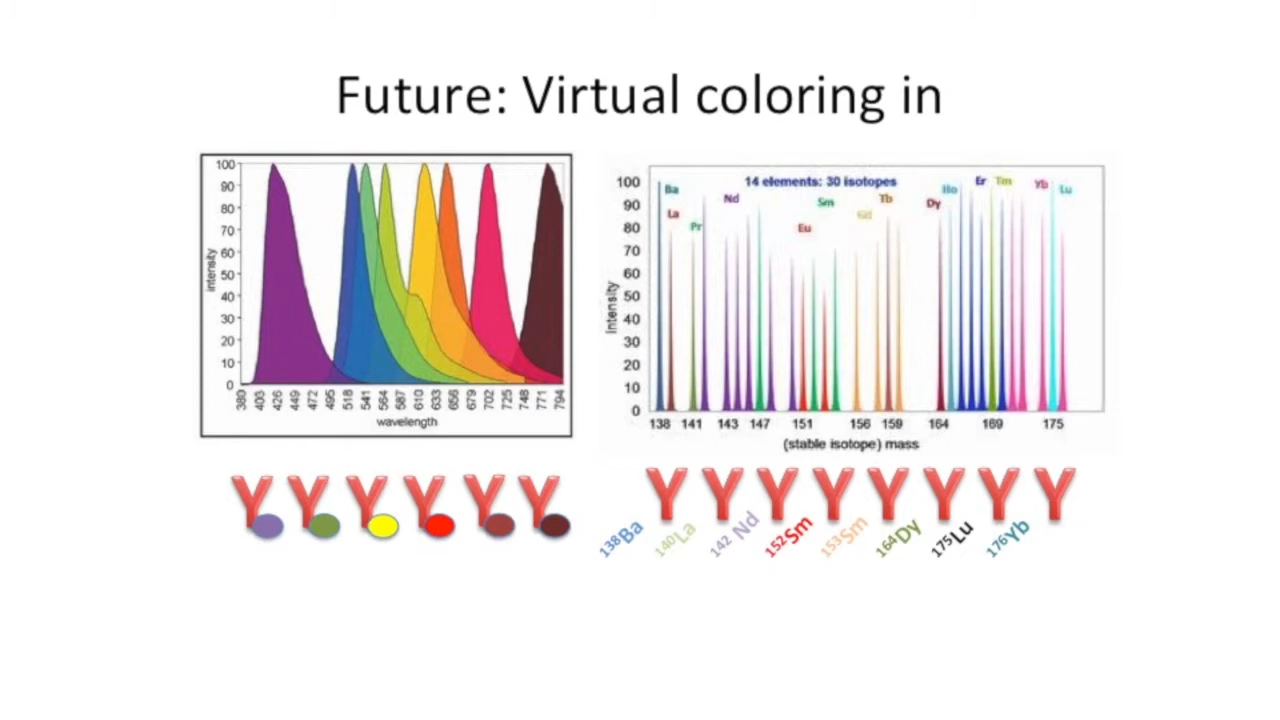 Future: Virtual coloring in
100
90
80
70
60
50
40
30
20
10
0
intensity
380 403 426 449 472 495 518 541 564 587 610 633 656 679 702 725 748 771 794
wavelength
14 elements: 30 isotopes
100
90
80
70
60
50
40
30
20
10
0
Intensity
Ba
La
Pr
Nd
Eu
Sm
Gd
Tb
Dy
Ho
Er
Tm
Yb
Lu
138 141 143 147 151 156 159 164 169 175
(stable isotope) mass
138Ba
140La
142 Nd
152Sm
153Sm
164Dy
175Lu
176Yb